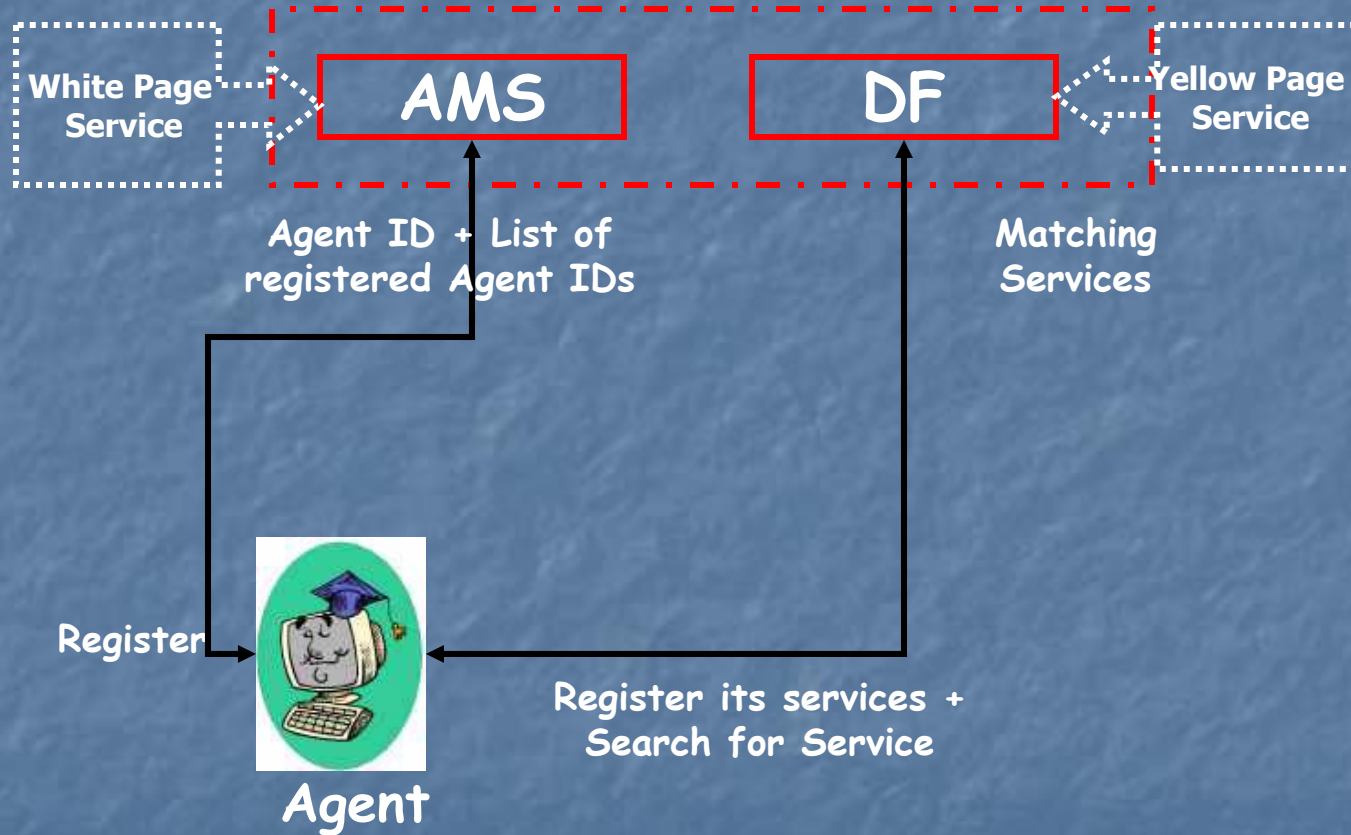 White Page
Service
AMS
DF
Yellow Page
Service
Agent ID + List of
registered Agent IDs
Matching
Services
Register
Register its services +
Search for Service
Agent